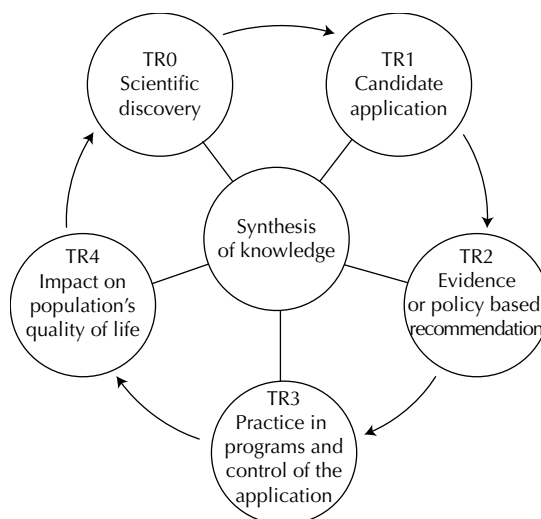 TR0
Scientific
discovery
TR1
Candidate
application
Synthesis
of knowledge
TR4
Impact on
population's
quality of life
TR2
Evidence
or policy based
recommendation
TR3
Practice in
programs and
control of the
application